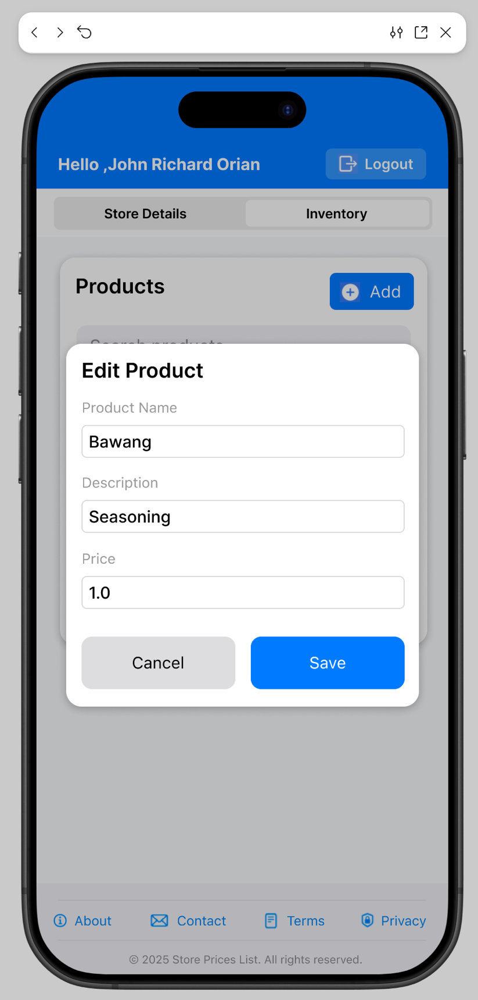 Hello ,John Richard Orian
Logout
Store Details
Inventory
Products
Add
Search products
Edit Product
Product Name
Bawang
Description
Seasoning
Price
1.0
Cancel
Save
About
Contact
Terms
Privacy
© 2025 Store Prices List. All rights reserved.